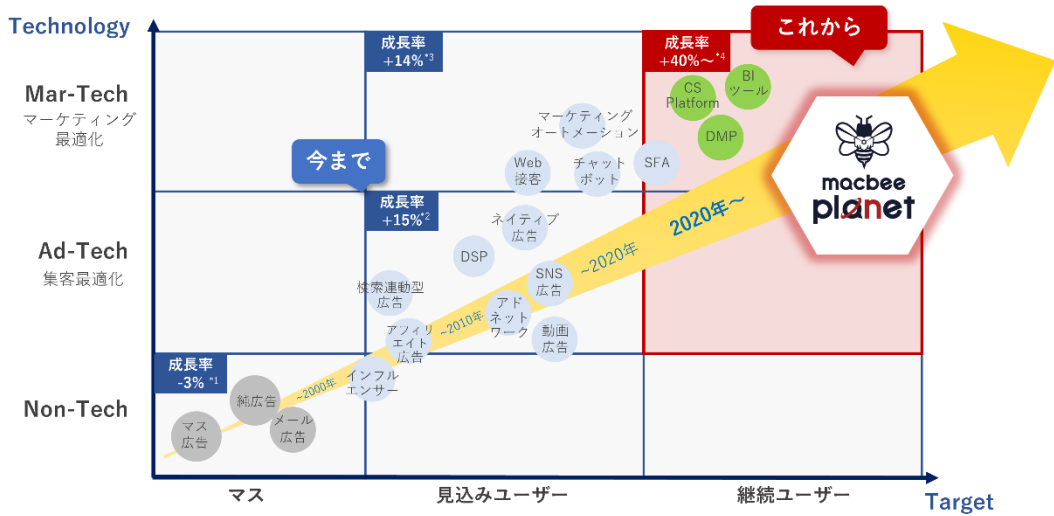 Technology
これから
成長率
+14%*3
成長率
+40%～*4
Mar-Tech
マーケティング
最適化
CS
Platform
BI
ツール
DMP
マーケティング
オートメーション
今まで
Web
接客
チャット
ボット
SFA
macbee
planet
成長率
+15%*2
2020年～
Ad-Tech
集客最適化
ネイティブ
広告
DSP
~2020年
検索連動型
広告
SNS
広告
アド
ネット
ワーク
~2010年
アフィリ
エイト
広告
動画
広告
成長率
-3% *1
インフル
エンサー
~2000年
Non-Tech
純広告
マス
広告
メール
広告
マス
見込みユーザー
継続ユーザー
Target